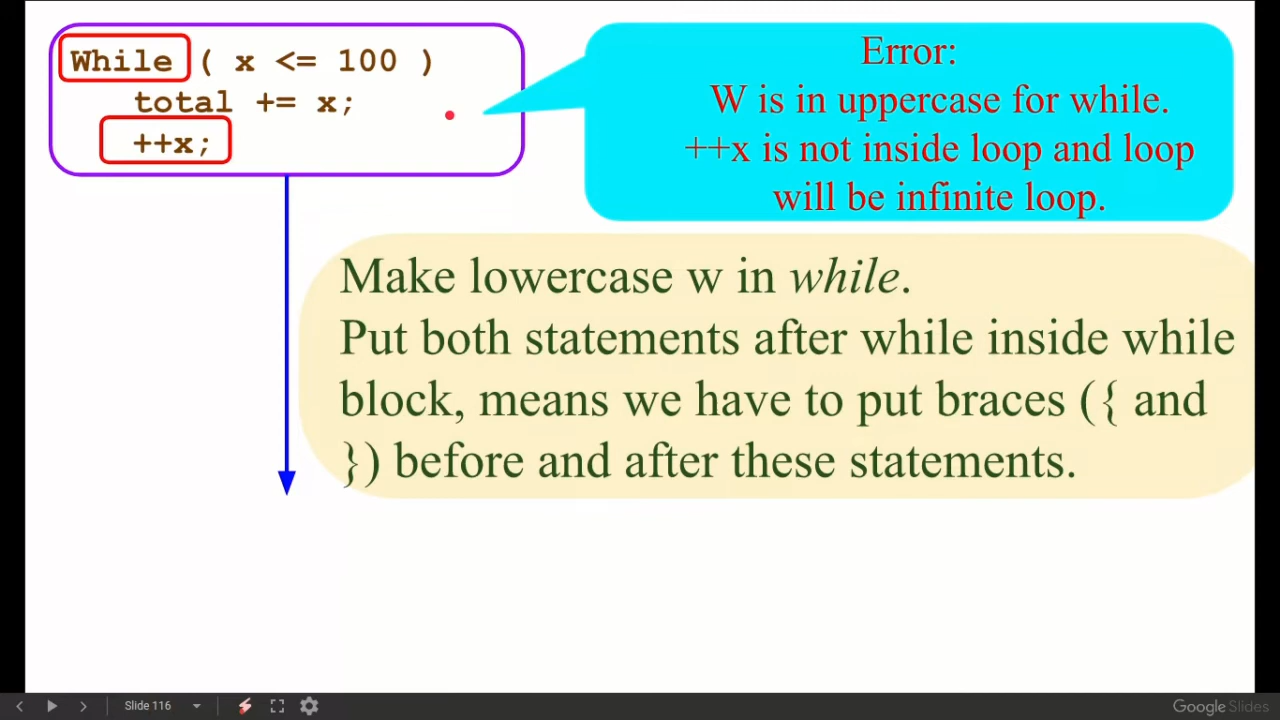 While ( x <= 100 )
total += x;
++x;
Error:
W is in uppercase for while.
++x is not inside loop and loop
will be infinite loop.
Make lowercase w in while.
Put both statements after while inside while
block, means we have to put braces ({ and
}) before and after these statements.
Slide 116
Google Slides